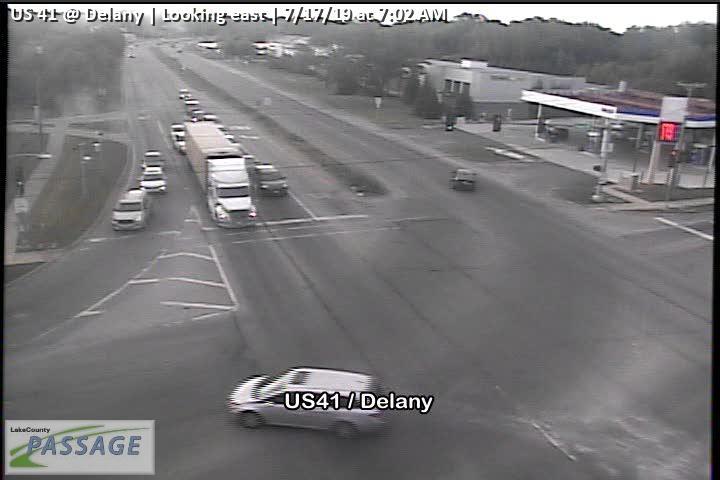 US 41 @ Delany | Looking east | 7/17/19 at 7:02 AM
US41 / Delany
LakeCounty
PASSAGE